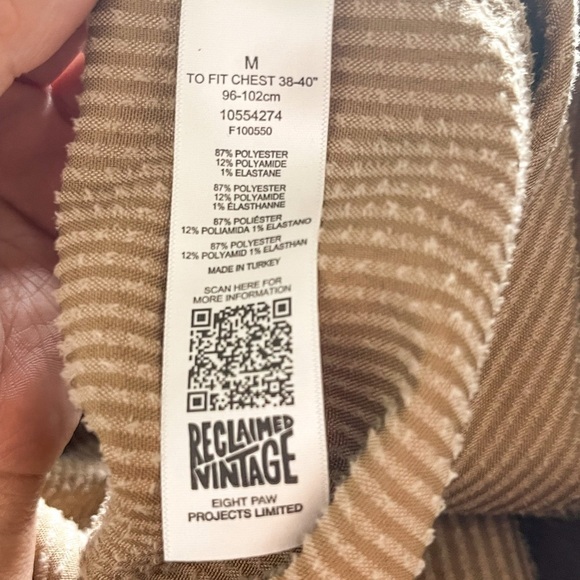 M
TO FIT CHEST 38-40"
96-102cm
10554274
F100550
87% POLYESTER
12% POLYAMIDE
1% ELASTANE
87% POLYESTER
12% POLYAMIDE
1% ÉLASTHANNE
87% POLIÉSTER
12% POLIAMIDA 1% ELASTANO
87% POLYESTER
12% POLYAMID 1% ELASTHAN
MADE IN TURKEY
SCAN HERE FOR
MORE INFORMATION
RECLAIMED
VINTAGE
EIGHT PAW
PROJECTS LIMITED